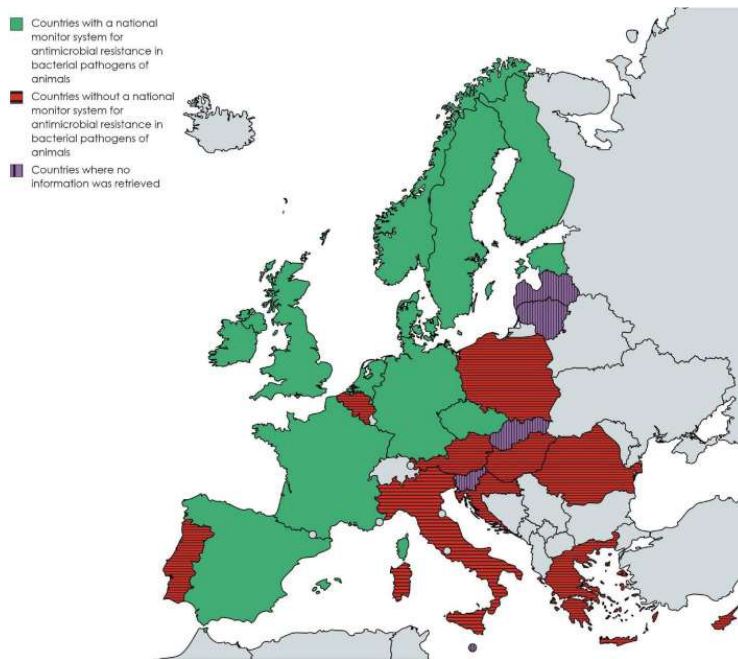 Countries with a national
monitor system for
antimicrobial resistance in
bacterial pathogens of
animals
Countries without a national
monitor system for
antimicrobial resistance in
bacterial pathogens of
animals
Countries where no
information was retrieved